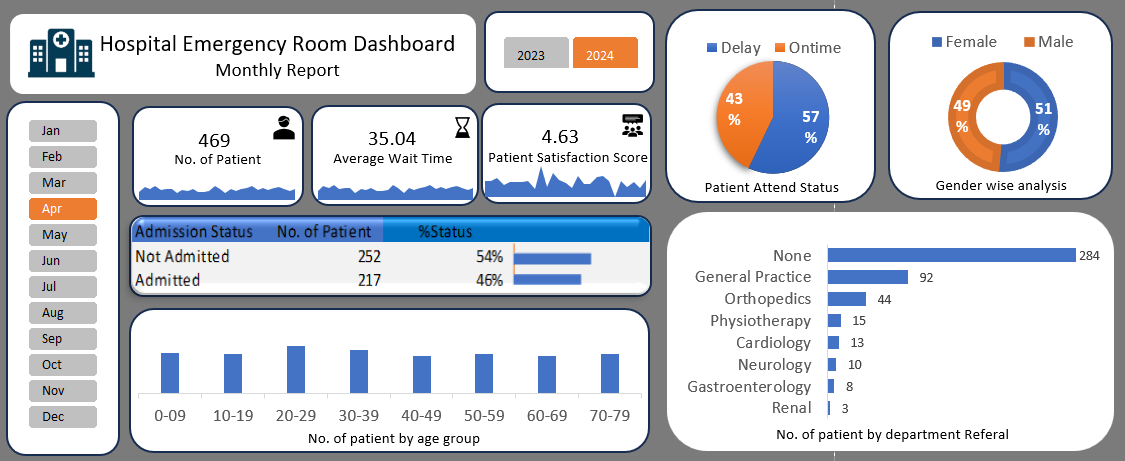 Hospital Emergency Room Dashboard
Monthly Report
2023 2024
Jan
Feb
Mar
Apr
May
Jun
Jul
Aug
Sep
Oct
Nov
Dec
469
No. of Patient
35.04
Average Wait Time
4.63
Patient Satisfaction Score
Admission Status No. of Patient %Status
Not Admitted 252 54%
Admitted 217 46%
0-09 10-19 20-29 30-39 40-49 50-59 60-69 70-79
No. of patient by age group
Delay Ontime
43
%
57
%
Patient Attend Status
Female Male
49
%
51
%
Gender wise analysis
None 284
General Practice 92
Orthopedics 44
Physiotherapy 15
Cardiology 13
Neurology 10
Gastroenterology 8
Renal 3
No. of patient by department Referal